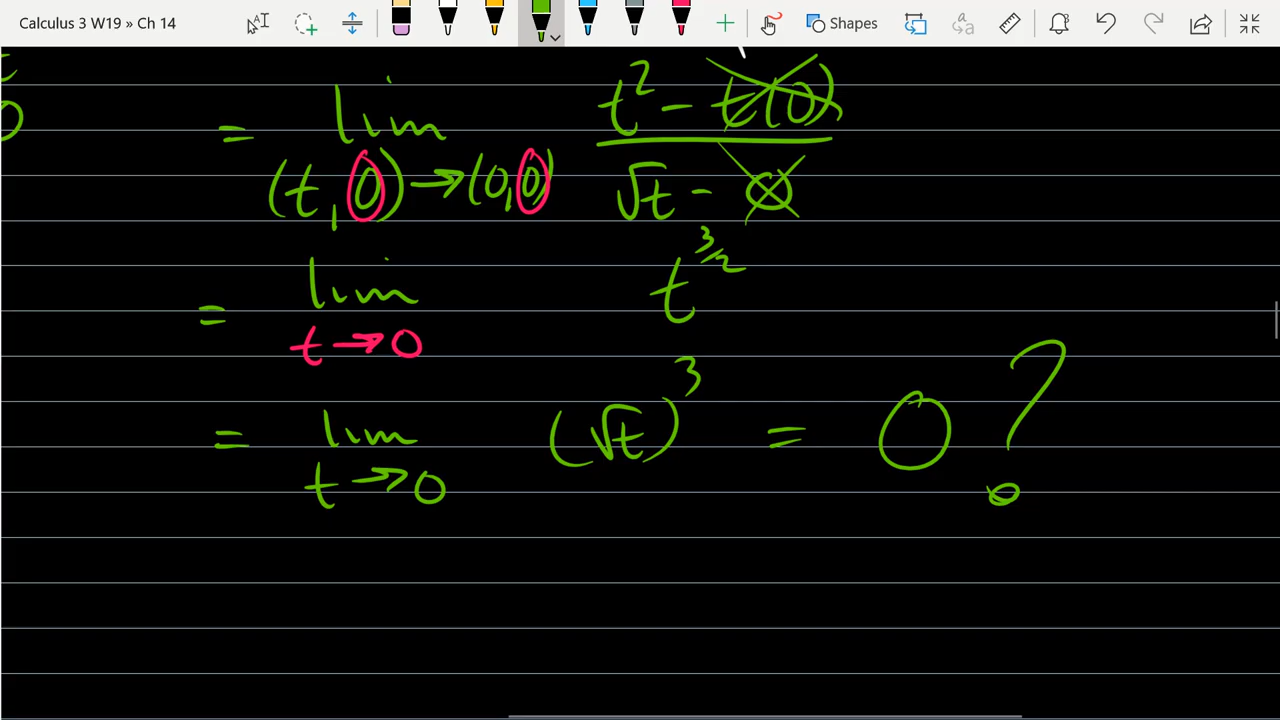 Calculus 3 W19 » Ch 14 Shapes
= lim t² - t(0)
(t,0)→(0,0) √t - 0
= lim t^3/2
t→0
= lim (√t)³ = 0?
t→0